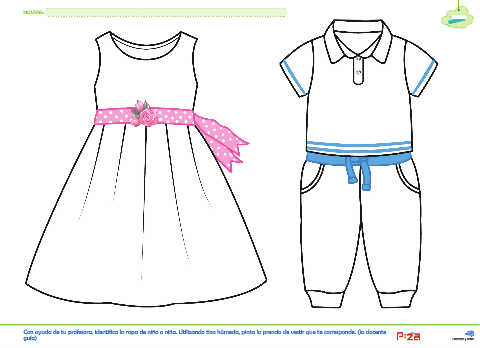 NOMBRE:
Con ayuda de tu profesora, identifica la ropa de niño o niña. Utilizando tiza húmeda, pinta la prenda de vestir que te corresponde. (la docente
guía)